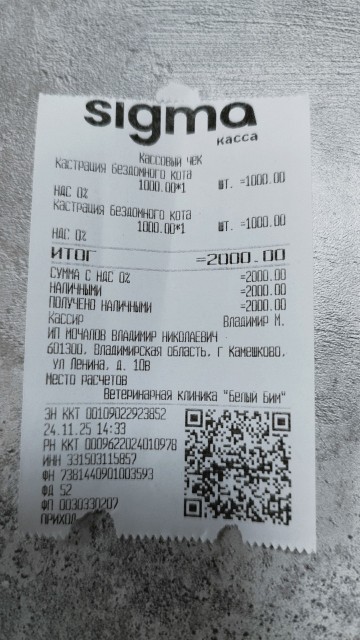 sigma
касса
Кассовый чек
Кастрация бездомного кота
1000.00*1 шт. =1000.00
НДС 0%
Кастрация бездомного кота
1000.00*1 шт. =1000.00
НДС 0%
ИТОГ =2000.00
СУММА С НДС 0% =2000.00
НАЛИЧНЫМИ =2000.00
ПОЛУЧЕНО НАЛИЧНЫМИ =2000.00
Кассир Владимир М.
ИП МОЧАЛОВ ВЛАДИМИР НИКОЛАЕВИЧ
601300, Владимирская область, г Камешково,
ул Ленина, д. 10в
Место расчетов
Ветеринарная клиника "Белый Бим"
ЗН ККТ 00109022923852
24.11.25 14:33
РН ККТ 0009622024010976
ИНН 331503115857
ФН 7381440901003593
ФД 52
ФП 0030330207
ПРИХОД